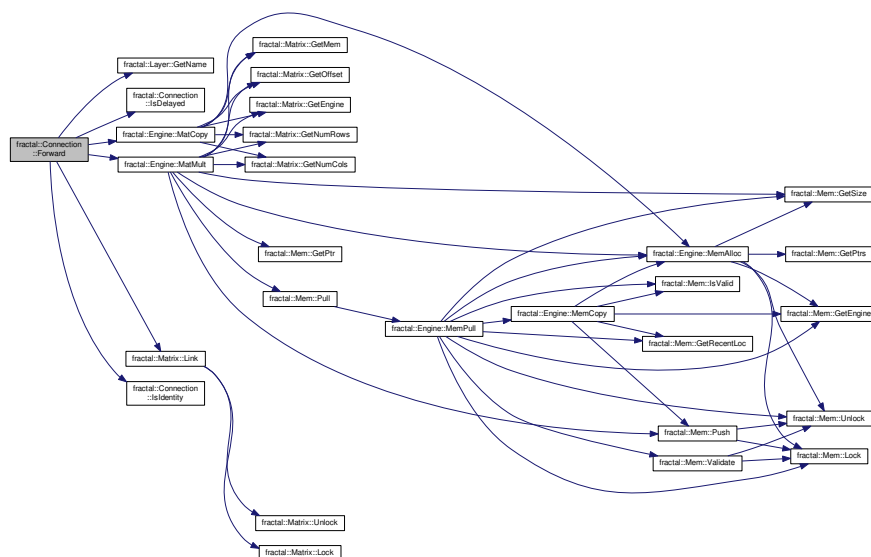 fractal::Connection
::Forward
fractal::Layer::GetName
fractal::Connection
::IsDelayed
fractal::Engine::MatCopy
fractal::Engine::MatMult
fractal::Matrix::Link
fractal::Connection
::IsIdentity
fractal::Matrix::GetMem
fractal::Matrix::GetOffset
fractal::Matrix::GetEngine
fractal::Matrix::GetNumRows
fractal::Matrix::GetNumCols
fractal::Mem::GetPtr
fractal::Mem::Pull
fractal::Matrix::Unlock
fractal::Matrix::Lock
fractal::Engine::MemPull
fractal::Engine::MemCopy
fractal::Engine::MemAlloc
fractal::Mem::IsValid
fractal::Mem::GetRecentLoc
fractal::Mem::Push
fractal::Mem::Validate
fractal::Mem::GetSize
fractal::Mem::GetPtrs
fractal::Mem::GetEngine
fractal::Mem::Unlock
fractal::Mem::Lock